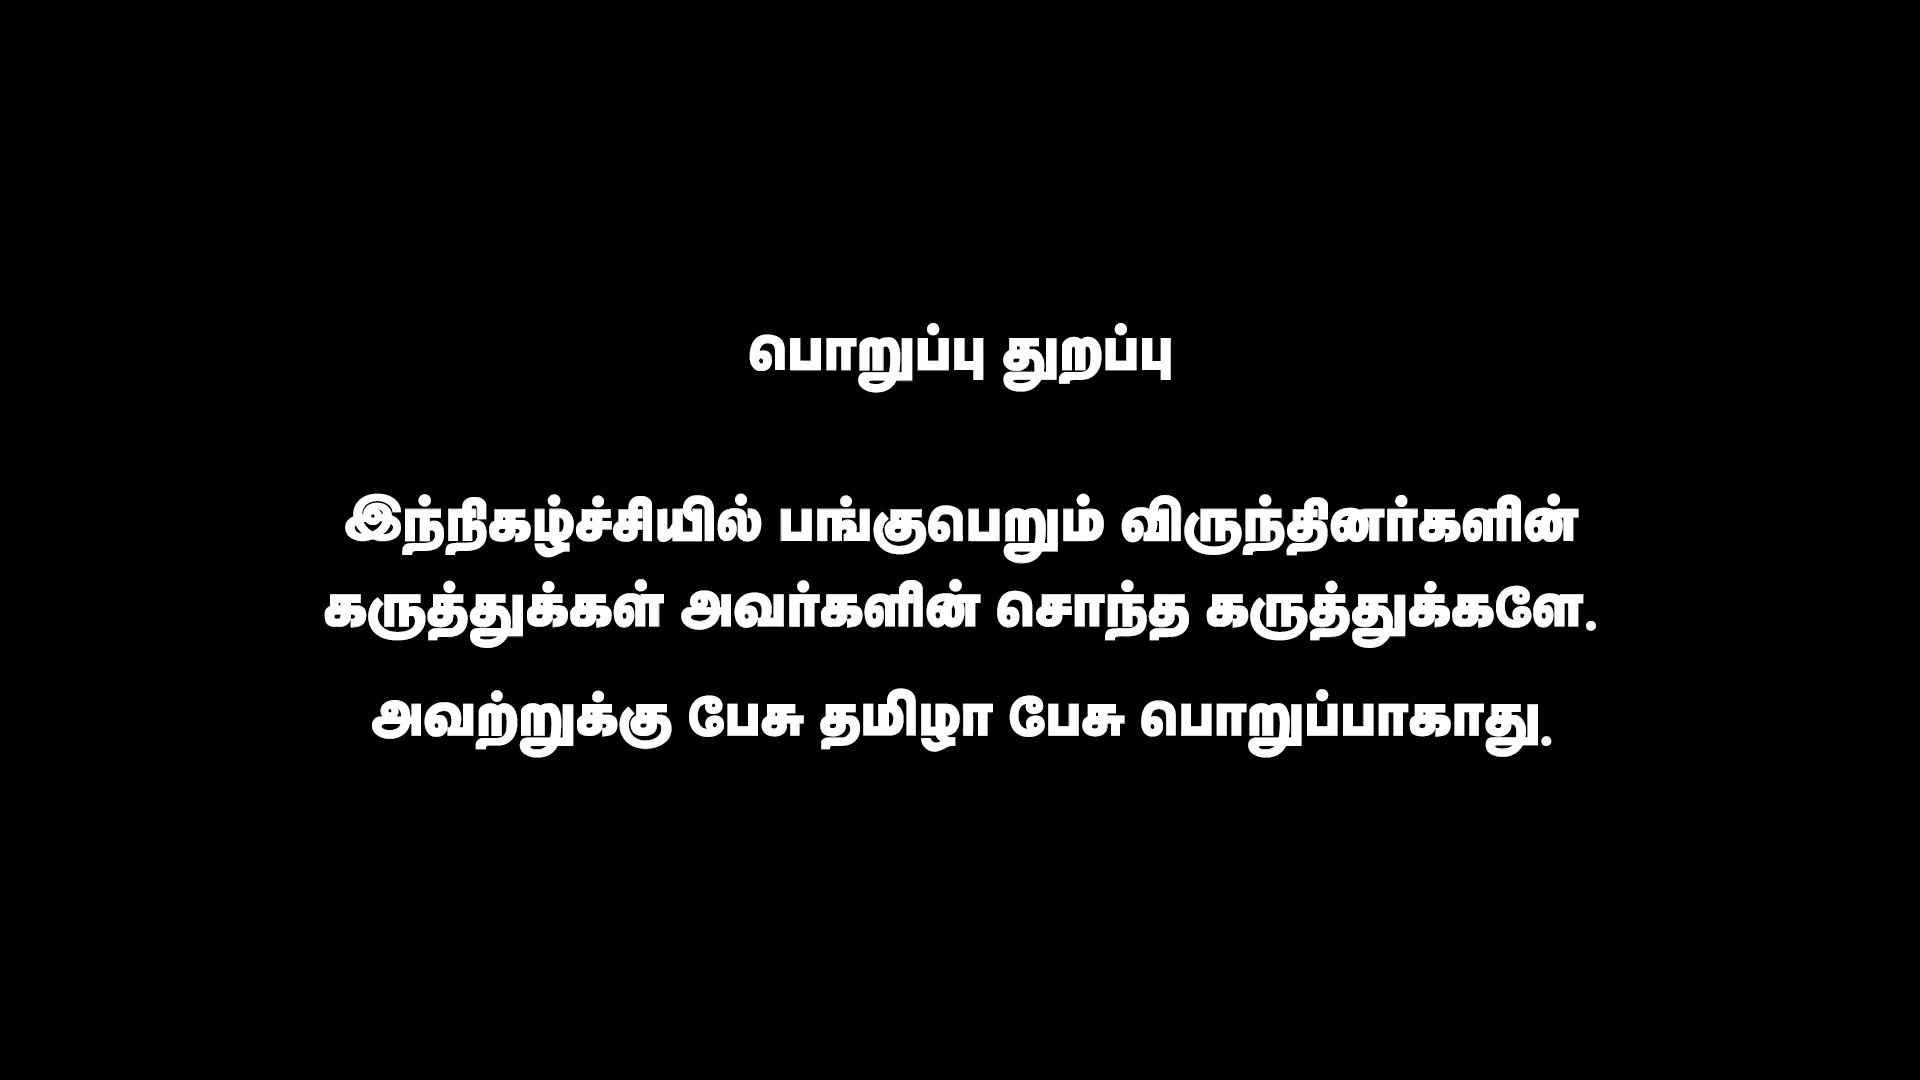 பொறுப்பு துறப்பு
இந்நிகழ்ச்சியில் பங்குபெறும் விருந்தினர்களின்
கருத்துக்கள் அவர்களின் சொந்த கருத்துக்களே.
அவற்றுக்கு பேசு தமிழா பேசு பொறுப்பாகாது.